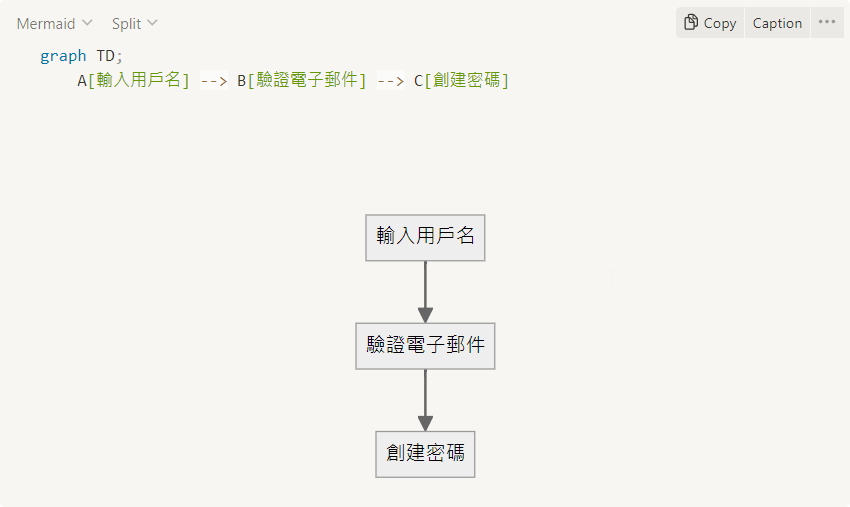 Mermaid Split Copy Caption
graph TD;
A[輸入用戶名] --> B[驗證電子郵件] --> C[創建密碼]
輸入用戶名
驗證電子郵件
創建密碼